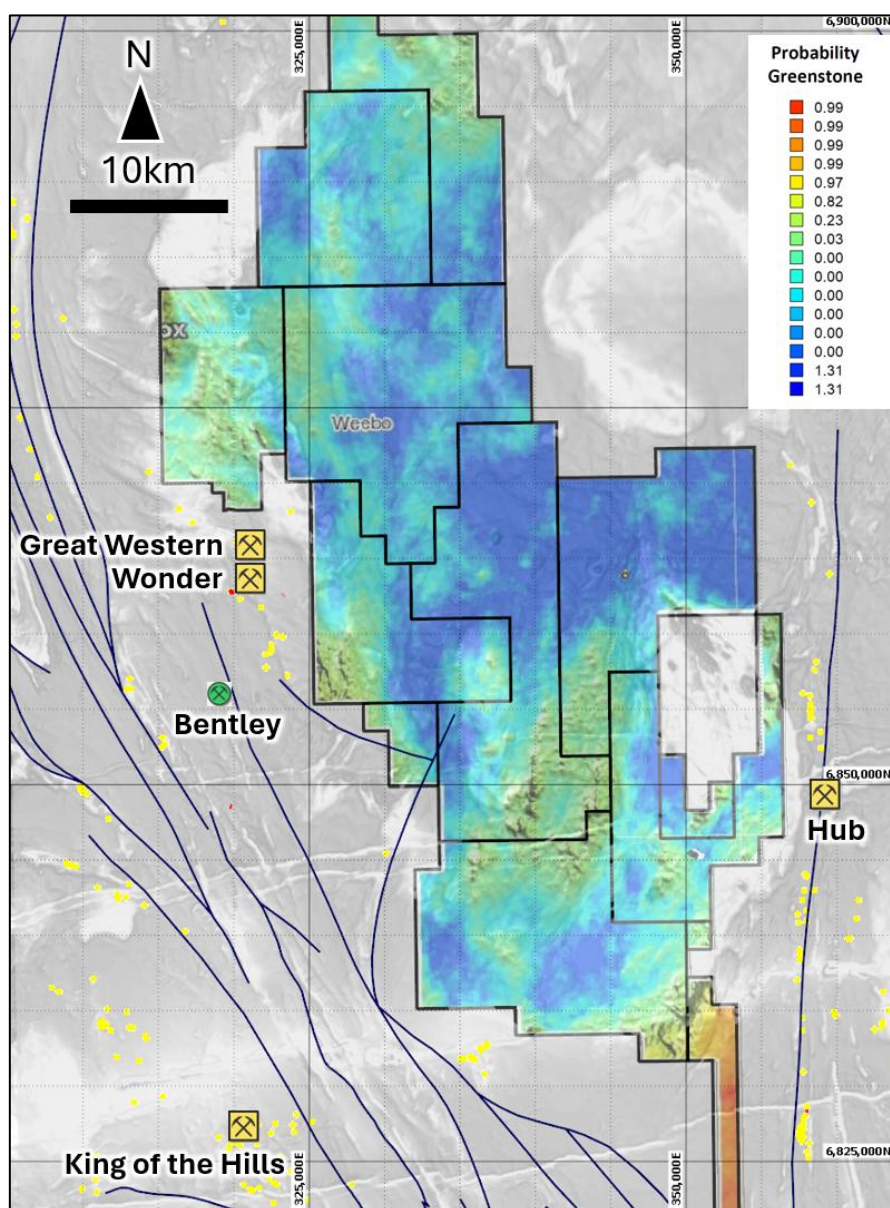 325,000E
350,000E
6,900,000N
N
10km
Probability
Greenstone
0.99
0.99
0.99
0.99
0.97
0.82
0.23
0.03
0.00
0.00
0.00
0.00
0.00
0.00
1.31
1.31
ox
Weebo
Great Western
Wonder
Bentley
6,850,000N
Hub
King of the Hills
6,825,000N
325,000E
350,000E